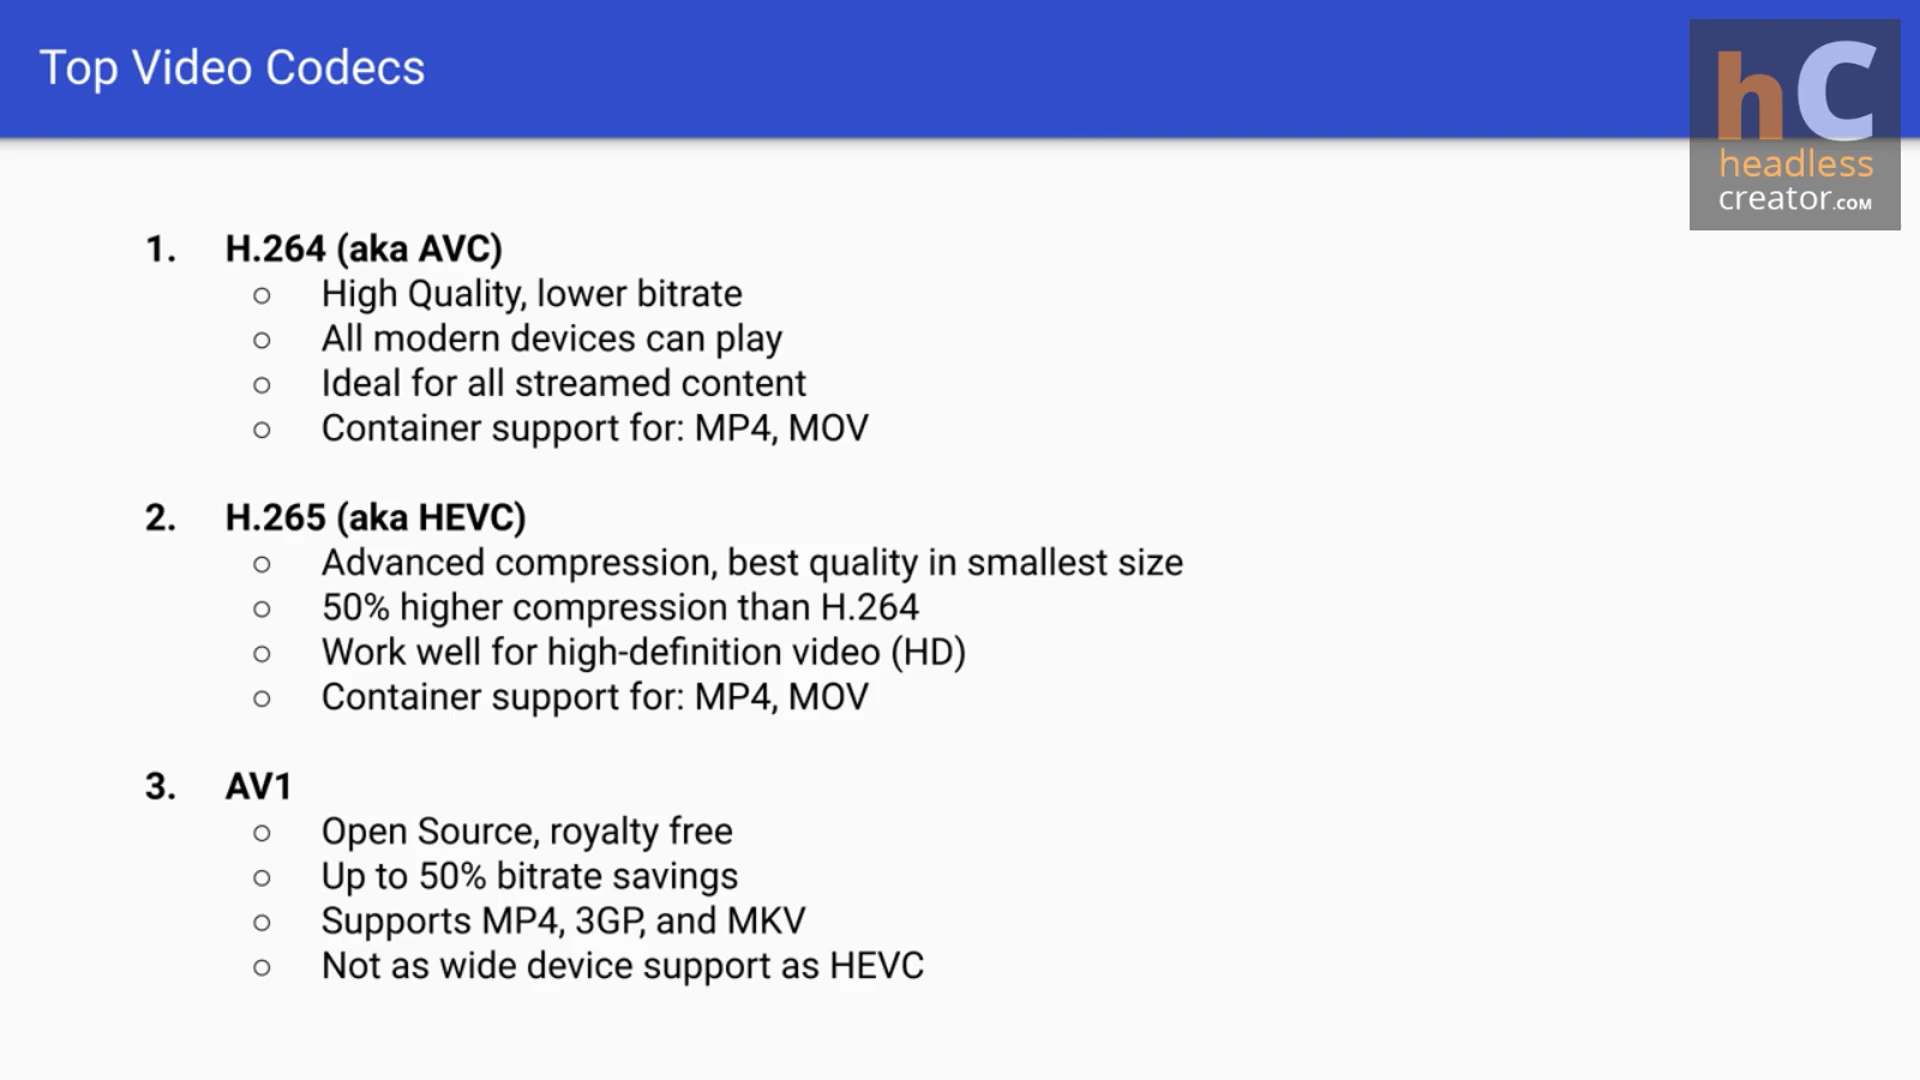 Top Video Codecs
hC
headless
creator.COM
1. H.264 (aka AVC)
○ High Quality, lower bitrate
○ All modern devices can play
○ Ideal for all streamed content
○ Container support for: MP4, MOV
2. H.265 (aka HEVC)
○ Advanced compression, best quality in smallest size
○ 50% higher compression than H.264
○ Work well for high-definition video (HD)
○ Container support for: MP4, MOV
3. AV1
○ Open Source, royalty free
○ Up to 50% bitrate savings
○ Supports MP4, 3GP, and MKV
○ Not as wide device support as HEVC